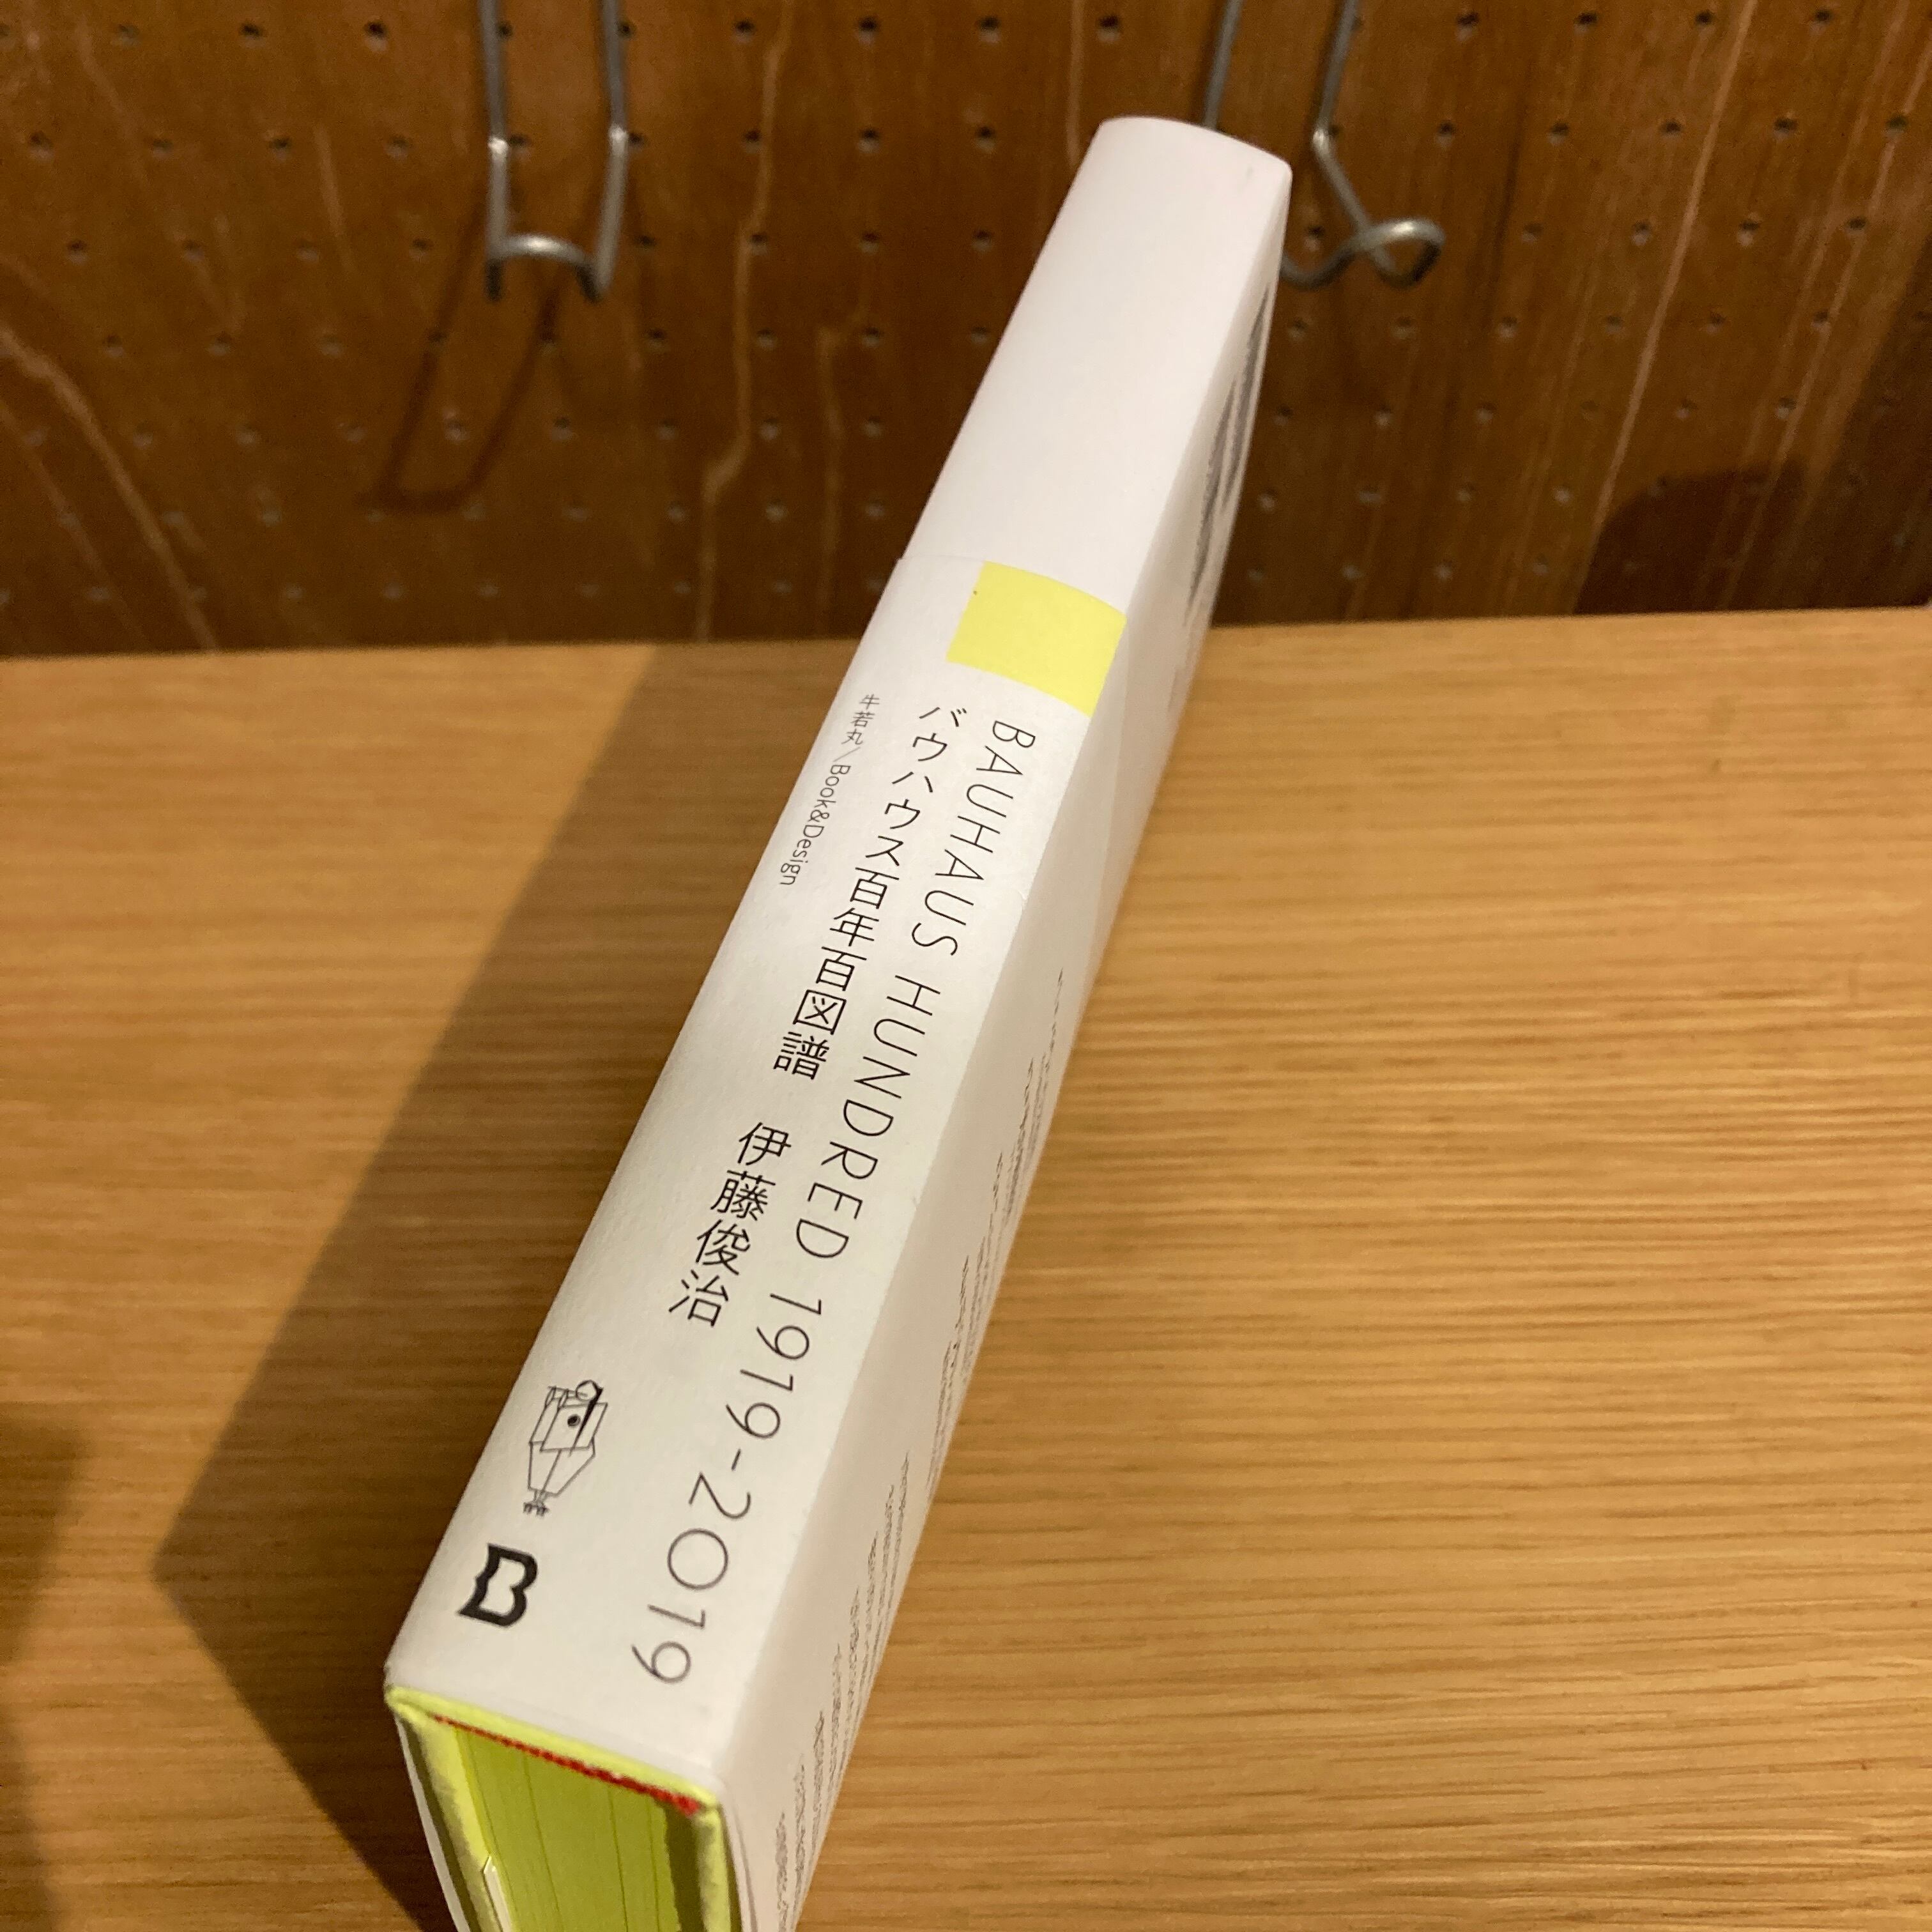 BAUHAUS HUNDRED 1919-2019
バウハウス百年百図譜 伊藤俊治
牛若丸/Book&Design
B